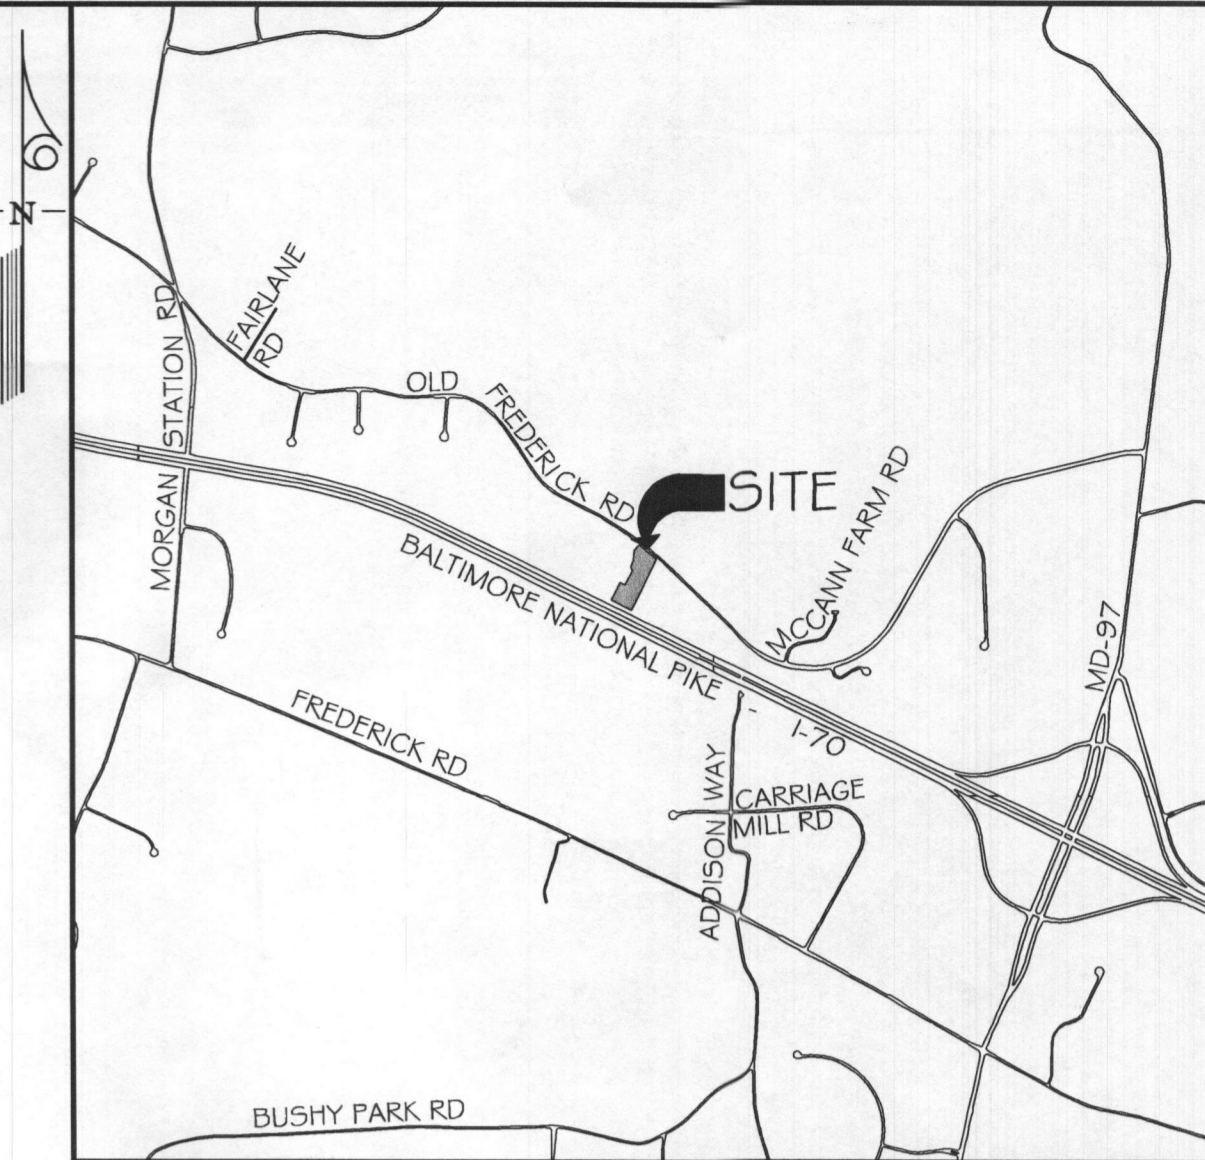 N
FAIRLANE
RD
MORGAN STATION RD
OLD FREDERICK RD
SITE
MCCANN FARM RD
BALTIMORE NATIONAL PIKE - I-70
MD-97
FREDERICK RD
ADDISON WAY
CARRIAGE
MILL RD
BUSHY PARK RD